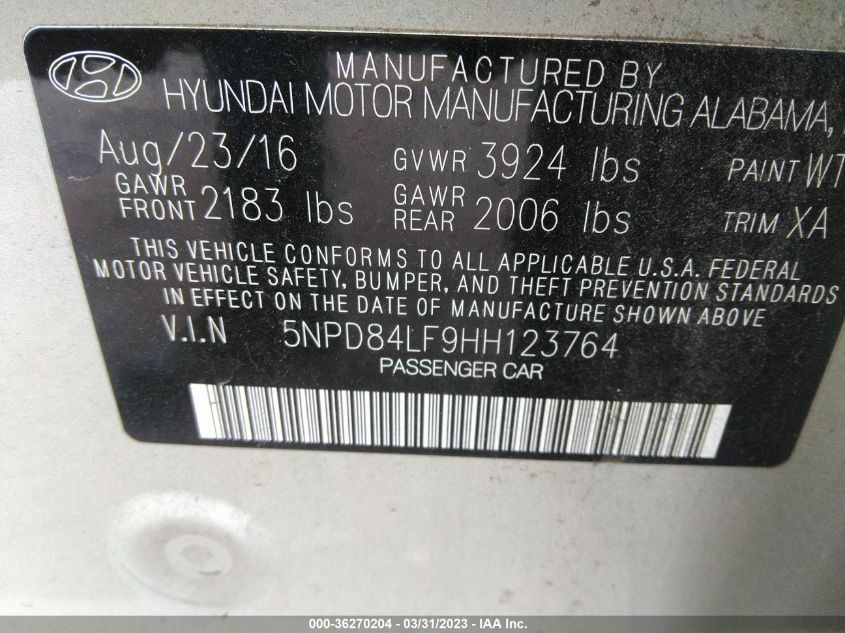 MANUFACTURED BY
HYUNDAI MOTOR MANUFACTURING ALABAMA,
Aug/23/16 GVWR 3924 lbs PAINT WT
GAWR FRONT 2183 lbs GAWR REAR 2006 lbs TRIM XA
THIS VEHICLE CONFORMS TO ALL APPLICABLE U.S.A. FEDERAL
MOTOR VEHICLE SAFETY, BUMPER, AND THEFT PREVENTION STANDARDS
IN EFFECT ON THE DATE OF MANUFACTURE SHOWN ABOVE
V.I.N 5NPD84LF9HH123764
PASSENGER CAR
000-36270204 - 03/31/2023 - IAA Inc.